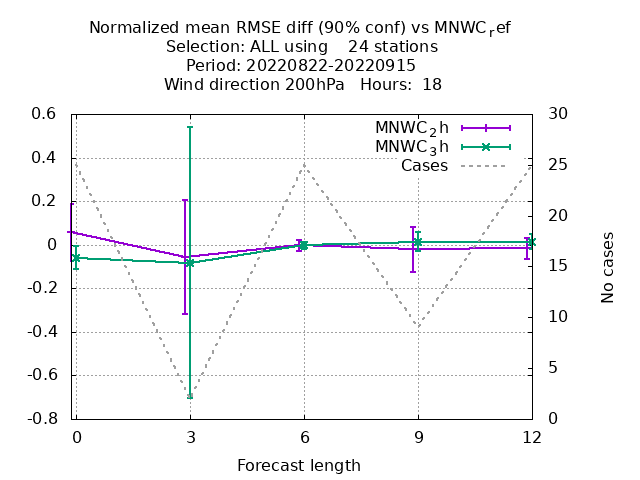 Normalized mean RMSE diff (90% conf) vs MNWC_ref
Selection: ALL using    24 stations
Period: 20220822-20220915
Wind direction 200hPa   Hours:  18
MNWC_2h
MNWC_3h
Cases
0.6
0.4
0.2
0
-0.2
-0.4
-0.6
-0.8
30
25
20
15
10
5
0
No cases
0 3 6 9 12
Forecast length